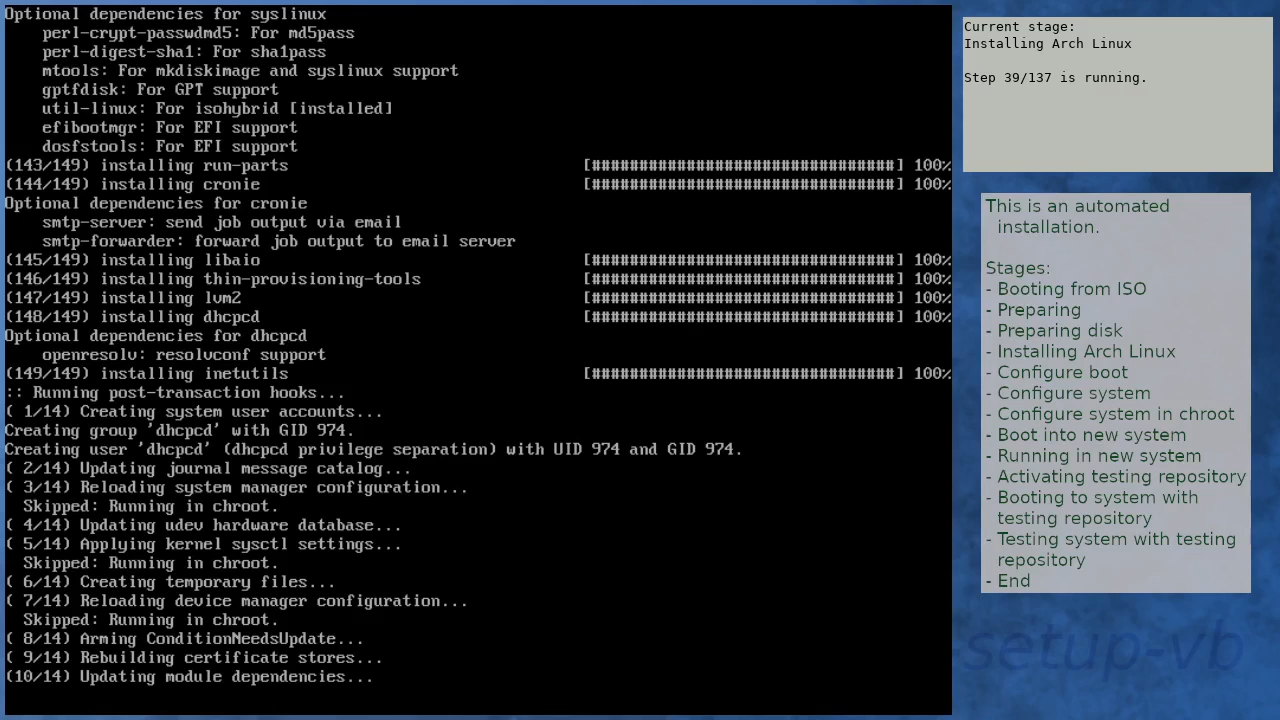 Optional dependencies for syslinux
perl-crypt-passwdmd5: For md5pass
perl-digest-sha1: For sha1pass
mtools: For mkdiskimage and syslinux support
gptfdisk: For GPT support
util-linux: For isohybrid [installed]
efibootmgr: For EFI support
dosfstools: For EFI support
(143/149) installing run-parts [################################] 100%
(144/149) installing cronie [################################] 100%
Optional dependencies for cronie
smtp-server: send job output via email
smtp-forwarder: forward job output to email server
(145/149) installing libaio [################################] 100%
(146/149) installing thin-provisioning-tools [################################] 100%
(147/149) installing lvm2 [################################] 100%
(148/149) installing dhcpcd [################################] 100%
Optional dependencies for dhcpcd
openresolv: resolvconf support
(149/149) installing inetutils [################################] 100%
:: Running post-transaction hooks...
( 1/14) Creating system user accounts...
Creating group 'dhcpcd' with GID 974.
Creating user 'dhcpcd' (dhcpcd privilege separation) with UID 974 and GID 974.
( 2/14) Updating journal message catalog...
( 3/14) Reloading system manager configuration...
Skipped: Running in chroot.
( 4/14) Updating udev hardware database...
( 5/14) Applying kernel sysctl settings...
Skipped: Running in chroot.
( 6/14) Creating temporary files...
( 7/14) Reloading device manager configuration...
Skipped: Running in chroot.
( 8/14) Arming ConditionNeedsUpdate...
( 9/14) Rebuilding certificate stores...
(10/14) Updating module dependencies...
Current stage:
Installing Arch Linux
Step 39/137 is running.
This is an automated
installation.
Stages:
- Booting from ISO
- Preparing
- Preparing disk
- Installing Arch Linux
- Configure boot
- Configure system
- Configure system in chroot
- Boot into new system
- Running in new system
- Activating testing repository
- Booting to system with
testing repository
- Testing system with testing
repository
- End
setup-vb